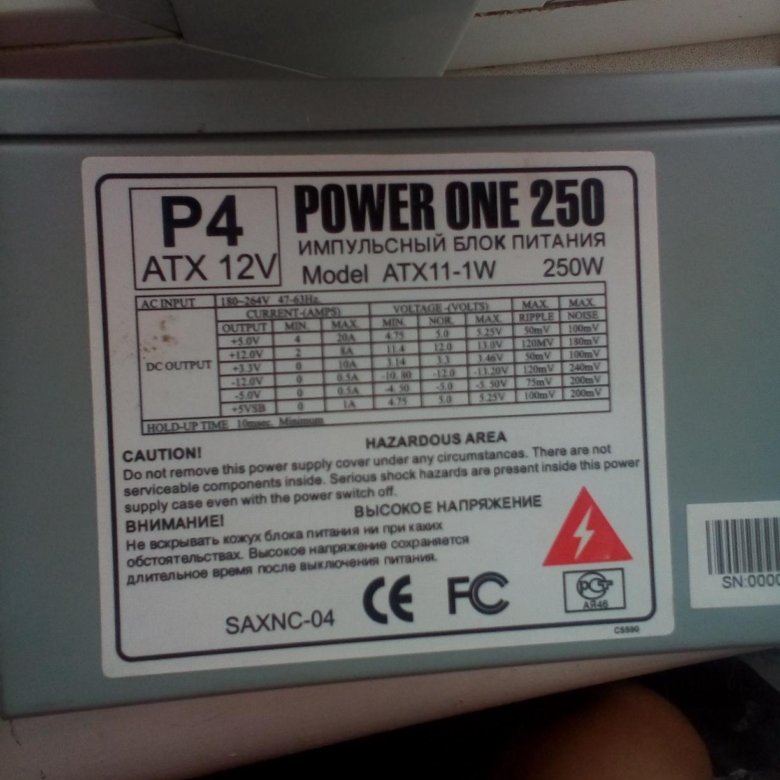 P4
ATX 12V
POWER ONE 250
ИМПУЛЬСНЫЙ БЛОК ПИТАНИЯ
Model ATX11-1W 250W
AC INPUT 180~264V 47-63Hz
CURRENT-(AMPS) VOLTAGE-(VOLTS) MAX. MAX.
OUTPUT MIN. MAX. MIN. NOR. MAX. RIPPLE NOISE
DC OUTPUT
+5.0V 4 20A 4.75 5.0 5.25V 50mV 100mV
+12.0V 2 8A 11.4 12.0 13.0V 120MV 180mV
+3.3V 0 10A 3.14 3.3 3.46V 50mV 100mV
-12.0V 0 0.5A -10.80 -12.0 -13.20V 120mV 240mV
-5.0V 0 0.5A -4.50 -5.0 -5.50V 75mV 200mV
+5VSB 0 1A 4.75 5.0 5.25V 100mV 200mV
HOLD-UP TIME 10msec. Minimum
CAUTION! HAZARDOUS AREA
Do not remove this power supply cover under any circumstances. There are not
serviceable components inside. Serious shock hazards are present inside this power
supply case even with the power switch off.
ВНИМАНИЕ! ВЫСОКОЕ НАПРЯЖЕНИЕ
Не вскрывать кожух блока питания ни при каких
обстоятельствах. Высокое напряжение сохраняется
длительное время после выключения питания.
SAXNC-04
CE FC
РСТ
АЯ46
CS590
SN:0000